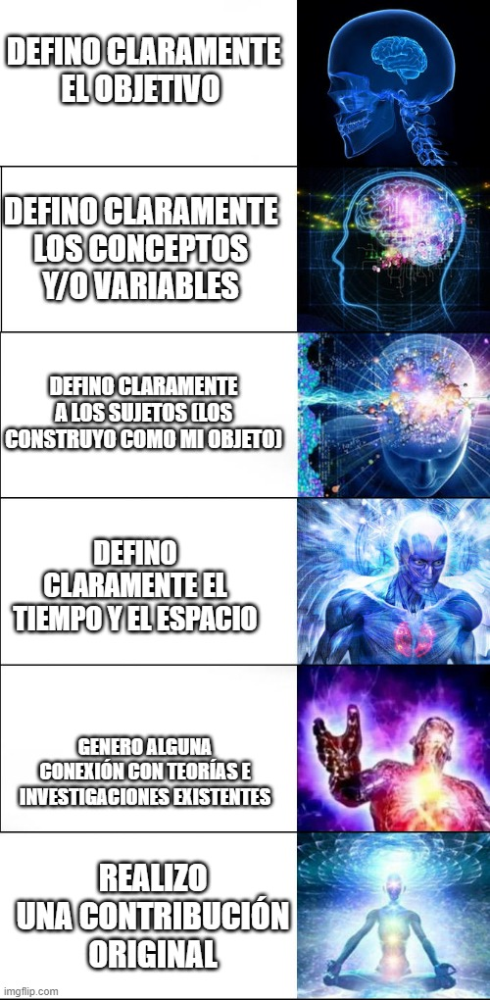 DEFINO CLARAMENTE
EL OBJETIVO
DEFINO CLARAMENTE
LOS CONCEPTOS
Y/O VARIABLES
DEFINO CLARAMENTE
A LOS SUJETOS (LOS
CONSTRUYO COMO MI OBJETO)
DEFINO
CLARAMENTE EL
TIEMPO Y EL ESPACIO
GENERO ALGUNA
CONEXIÓN CON TEORÍAS E
INVESTIGACIONES EXISTENTES
REALIZO
UNA CONTRIBUCIÓN
ORIGINAL
imgflip.com